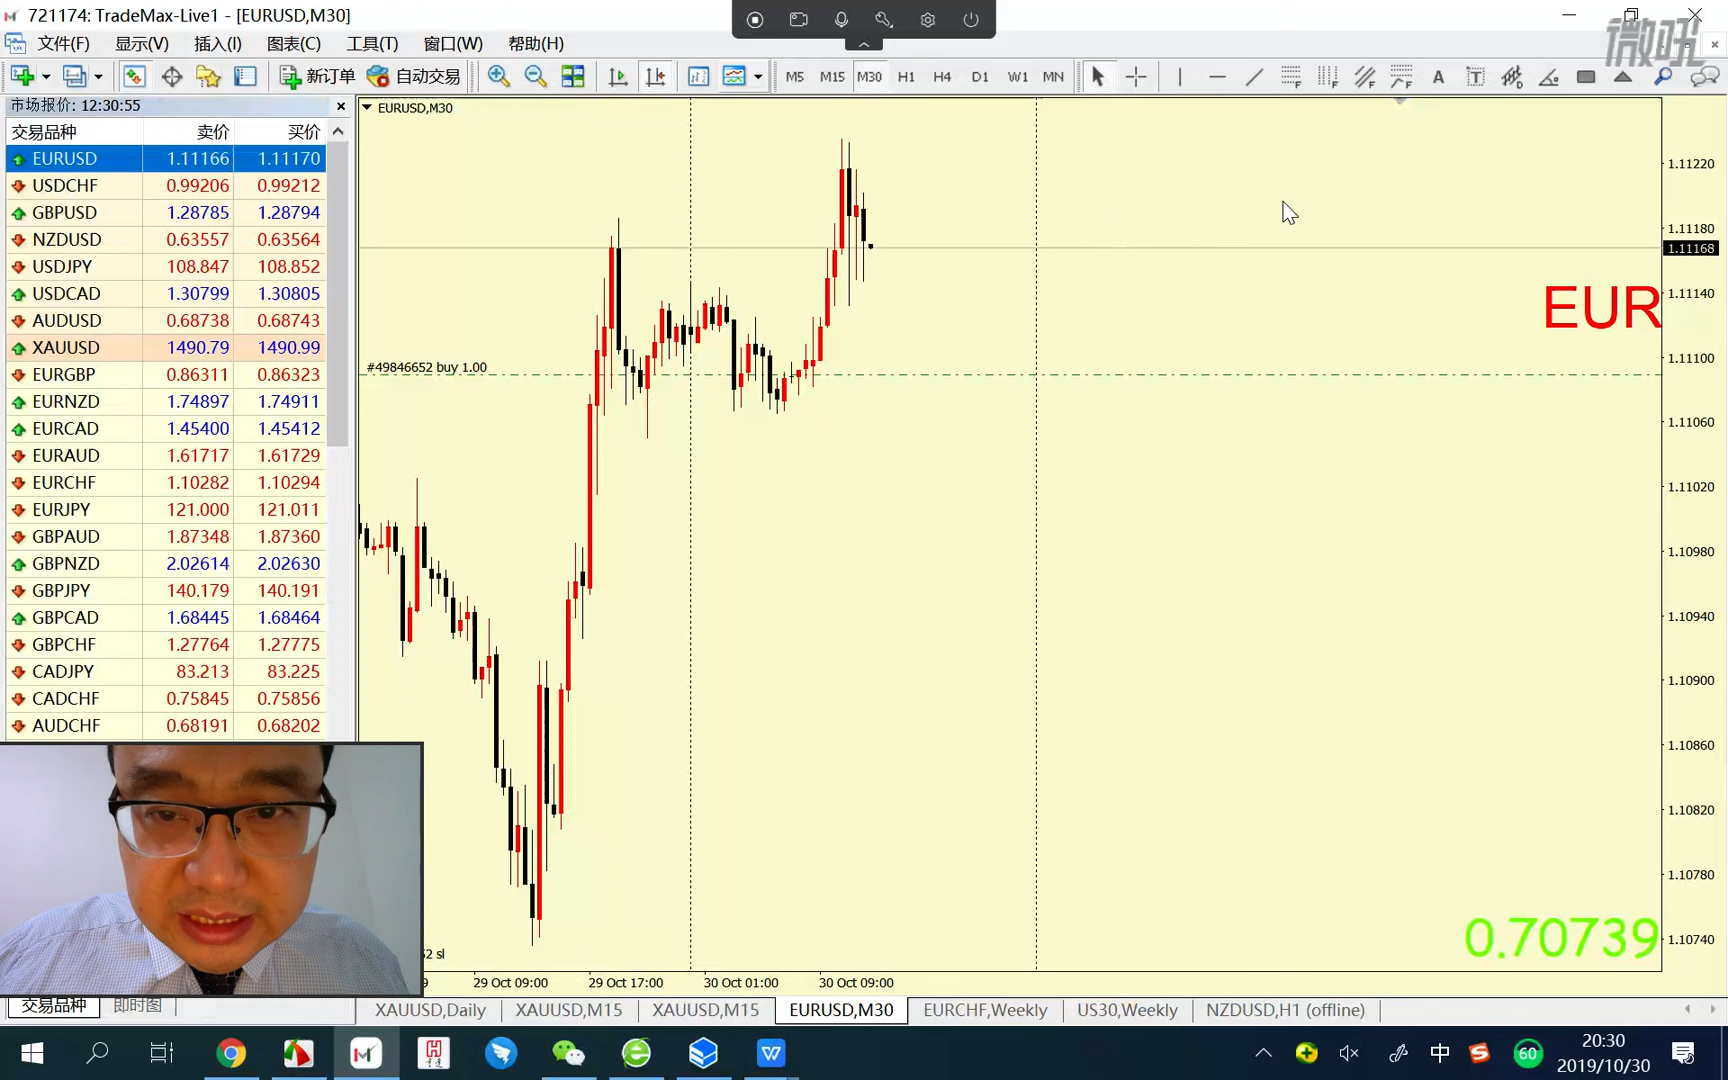 721174: TradeMax-Live1 - [EURUSD,M30]
微吼
文件(F) 显示(V) 插入(I) 图表(C) 工具(T) 窗口(W) 帮助(H)
新订单 自动交易 M5 M15 M30 H1 H4 D1 W1 MN
市场报价: 12:30:55
交易品种 卖价 买价
EURUSD 1.11166 1.11170
USDCHF 0.99206 0.99212
GBPUSD 1.28785 1.28794
NZDUSD 0.63557 0.63564
USDJPY 108.847 108.852
USDCAD 1.30799 1.30805
AUDUSD 0.68738 0.68743
XAUUSD 1490.79 1490.99
EURGBP 0.86311 0.86323
EURNZD 1.74897 1.74911
EURCAD 1.45400 1.45412
EURAUD 1.61717 1.61729
EURCHF 1.10282 1.10294
EURJPY 121.000 121.011
GBPAUD 1.87348 1.87360
GBPNZD 2.02614 2.02630
GBPJPY 140.179 140.191
GBPCAD 1.68445 1.68464
GBPCHF 1.27764 1.27775
CADJPY 83.213 83.225
CADCHF 0.75845 0.75856
AUDCHF 0.68191 0.68202
交易品种 即时图
EURUSD,M30
#49846652 buy 1.00
EUR
0.70739
52 sl
1.11220
1.11180
1.11168
1.11140
1.11100
1.11060
1.11020
1.10980
1.10940
1.10900
1.10860
1.10820
1.10780
1.10740
29 Oct 09:00 29 Oct 17:00 30 Oct 01:00 30 Oct 09:00
XAUUSD,Daily XAUUSD,M15 XAUUSD,M15 EURUSD,M30 EURCHF,Weekly US30,Weekly NZDUSD,H1 (offline)
中 60
20:30
2019/10/30